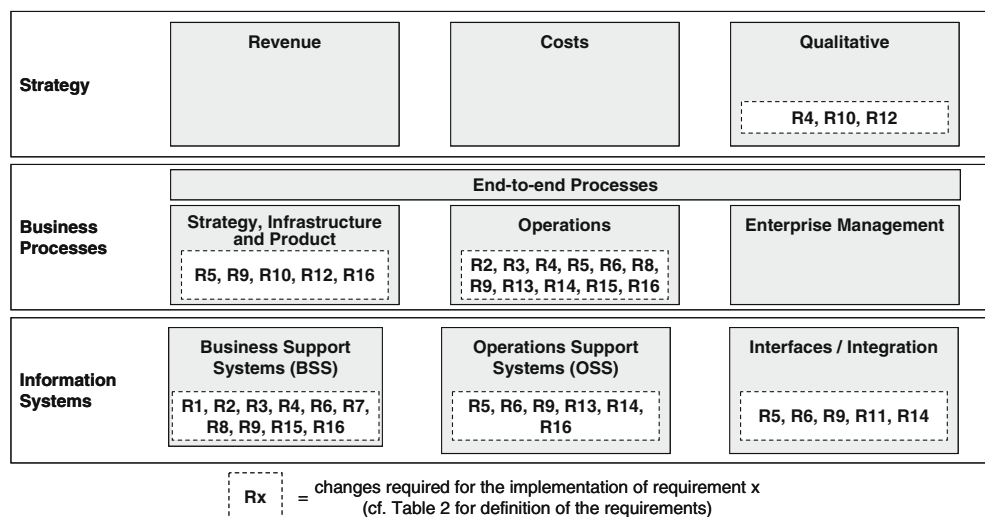 Strategy
Revenue
Costs
Qualitative
R4, R10, R12
Business
Processes
End-to-end Processes
Strategy, Infrastructure
and Product
R5, R9, R10, R12, R16
Operations
R2, R3, R4, R5, R6, R8,
R9, R13, R14, R15, R16
Enterprise Management
Information
Systems
Business Support
Systems (BSS)
R1, R2, R3, R4, R6, R7,
R8, R9, R15, R16
Operations Support
Systems (OSS)
R5, R6, R9, R13, R14,
R16
Interfaces / Integration
R5, R6, R9, R11, R14
Rx
= changes required for the implementation of requirement x
(cf. Table 2 for definition of the requirements)